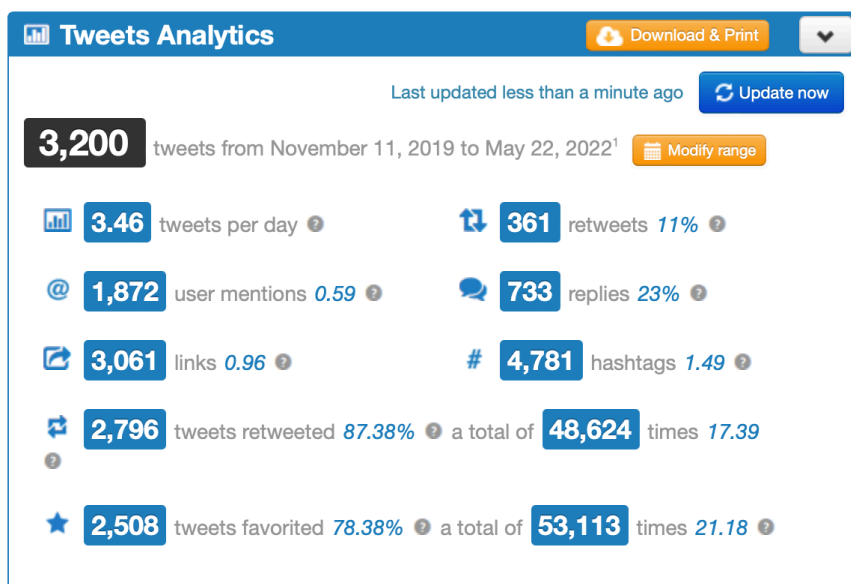 Tweets Analytics Download & Print
Last updated less than a minute ago Update now
3,200 tweets from November 11, 2019 to May 22, 2022¹ Modify range
3.46 tweets per day ? 361 retweets 11% ?
@ 1,872 user mentions 0.59 ? 733 replies 23% ?
3,061 links 0.96 ? # 4,781 hashtags 1.49 ?
2,796 tweets retweeted 87.38% ? a total of 48,624 times 17.39
?
2,508 tweets favorited 78.38% ? a total of 53,113 times 21.18 ?